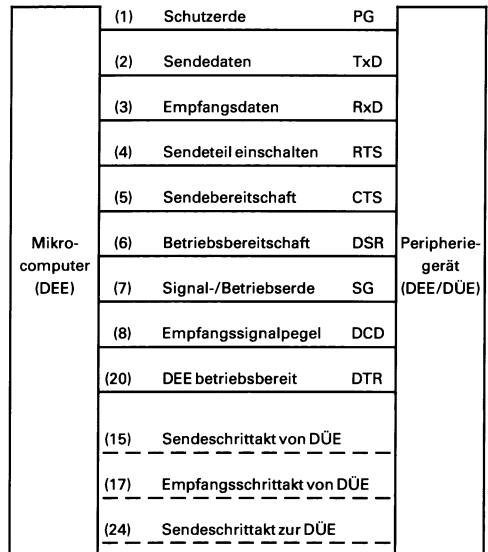 (1) Schutzerde PG
(2) Sendedaten TxD
(3) Empfangsdaten RxD
(4) Sendeteil einschalten RTS
(5) Sendebereitschaft CTS
(6) Betriebsbereitschaft DSR
Mikro-
computer
(DEE)
Peripherie-
gerät
(DEE/DÜE)
(7) Signal-/Betriebserde SG
(8) Empfangssignalpegel DCD
(20) DEE betriebsbereit DTR
(15) Sendeschrittakt von DÜE
(17) Empfangsschrittakt von DÜE
(24) Sendeschrittakt zur DÜE